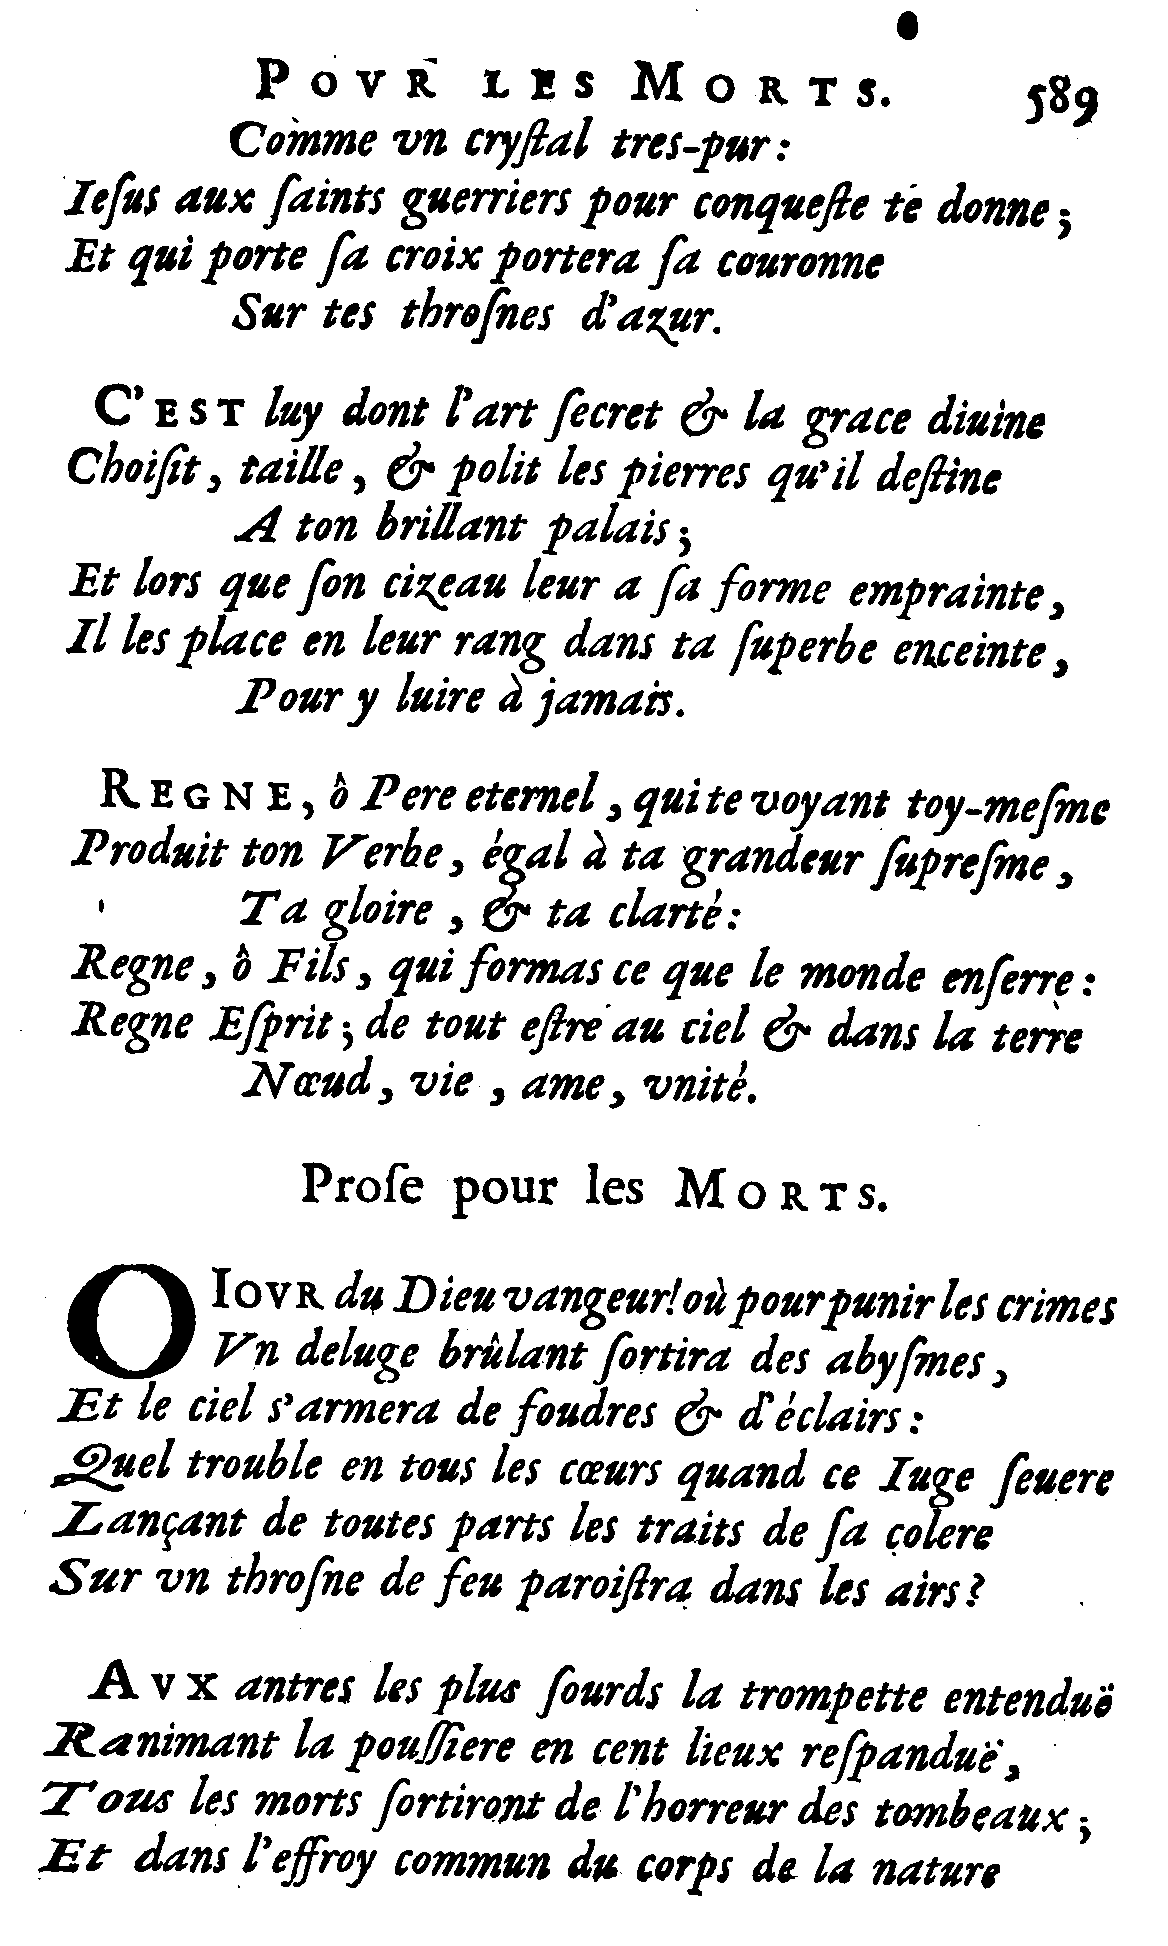 POVR LES MORTS. 589
Comme vn cryſtal tres-pur:
Ieſus aux ſaints guerriers pour conqueſte te donne;
Et qui porte ſa croix portera ſa couronne
Sur tes throſnes d'azur.
C'EST luy dont l'art ſecret & la grace diuine
Choiſit, taille, & polit les pierres qu'il deſtine
A ton brillant palais;
Et lors que ſon cizeau leur a ſa forme emprainte,
Il les place en leur rang dans ta ſuperbe enceinte,
Pour y luire à jamais.
REGNE, ô Pere eternel, qui te voyant toy-meſme
Produit ton Verbe, égal à ta grandeur ſupreſme,
Ta gloire, & ta clarté:
Regne, ô Fils, qui formas ce que le monde enſerre:
Regne Eſprit; de tout eſtre au ciel & dans la terre
Nœud, vie, ame, vnité.
Proſe pour les MORTS.
O IOVR du Dieu vangeur! où pour punir les crimes
Vn deluge brûlant ſortira des abyſmes,
Et le ciel s'armera de foudres & d'éclairs:
Quel trouble en tous les cœurs quand ce Iuge ſeuere
Lançant de toutes parts les traits de ſa colere
Sur vn throſne de feu paroiſtra dans les airs?
AVX antres les plus ſourds la trompette entenduë
Ranimant la pouſſiere en cent lieux reſpanduë,
Tous les morts ſortiront de l'horreur des tombeaux;
Et dans l'effroy commun du corps de la nature